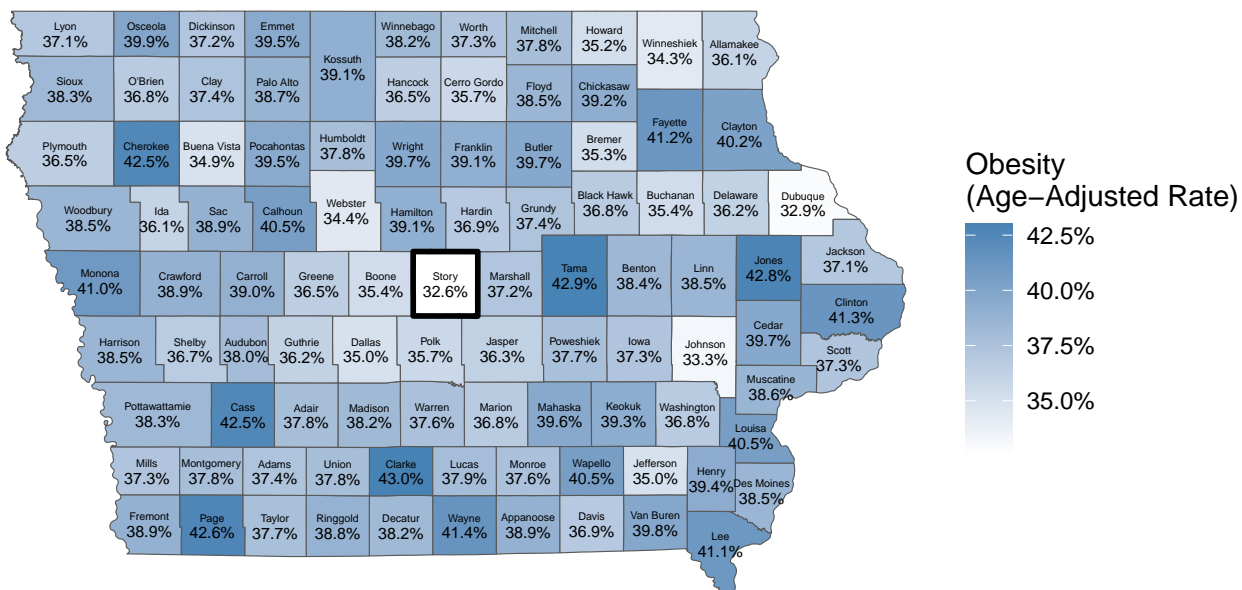 Lyon
37.1%
Osceola
39.9%
Dickinson
37.2%
Emmet
39.5%
Kossuth
39.1%
Winnebago
38.2%
Worth
37.3%
Mitchell
37.8%
Howard
35.2%
Winneshiek
34.3%
Allamakee
36.1%
Sioux
38.3%
O'Brien
36.8%
Clay
37.4%
Palo Alto
38.7%
Hancock
36.5%
Cerro Gordo
35.7%
Floyd
38.5%
Chickasaw
39.2%
Fayette
41.2%
Clayton
40.2%
Plymouth
36.5%
Cherokee
42.5%
Buena Vista
34.9%
Pocahontas
39.5%
Humboldt
37.8%
Wright
39.7%
Franklin
39.1%
Butler
39.7%
Bremer
35.3%
Woodbury
38.5%
Ida
36.1%
Sac
38.9%
Calhoun
40.5%
Webster
34.4%
Hamilton
39.1%
Hardin
36.9%
Grundy
37.4%
Black Hawk
36.8%
Buchanan
35.4%
Delaware
36.2%
Dubuque
32.9%
Monona
41.0%
Crawford
38.9%
Carroll
39.0%
Greene
36.5%
Boone
35.4%
Story
32.6%
Marshall
37.2%
Tama
42.9%
Benton
38.4%
Linn
38.5%
Jones
42.8%
Jackson
37.1%
Clinton
41.3%
Harrison
38.5%
Shelby
36.7%
Audubon
38.0%
Guthrie
36.2%
Dallas
35.0%
Polk
35.7%
Jasper
36.3%
Poweshiek
37.7%
Iowa
37.3%
Johnson
33.3%
Cedar
39.7%
Scott
37.3%
Muscatine
38.6%
Pottawattamie
38.3%
Cass
42.5%
Adair
37.8%
Madison
38.2%
Warren
37.6%
Marion
36.8%
Mahaska
39.6%
Keokuk
39.3%
Washington
36.8%
Louisa
40.5%
Mills
37.3%
Montgomery
37.8%
Adams
37.4%
Union
37.8%
Clarke
43.0%
Lucas
37.9%
Monroe
37.6%
Wapello
40.5%
Jefferson
35.0%
Henry
39.4%
Des Moines
38.5%
Fremont
38.9%
Page
42.6%
Taylor
37.7%
Ringgold
38.8%
Decatur
38.2%
Wayne
41.4%
Appanoose
38.9%
Davis
36.9%
Van Buren
39.8%
Lee
41.1%
Obesity
(Age−Adjusted Rate)
42.5%
40.0%
37.5%
35.0%